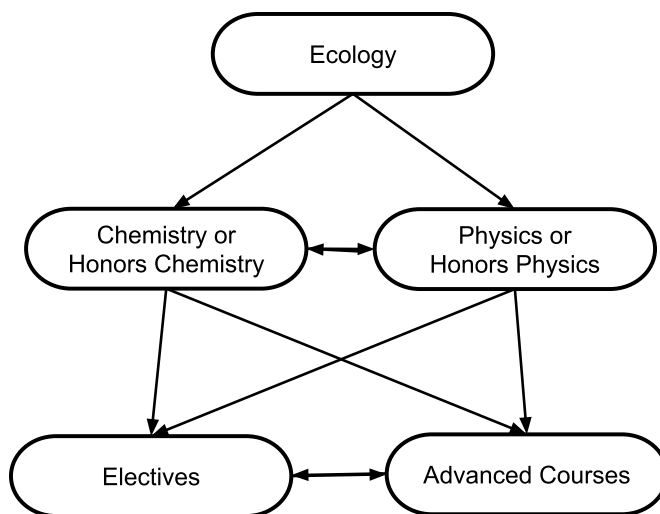 Ecology
Chemistry or
Honors Chemistry
Physics or
Honors Physics
Electives
Advanced Courses